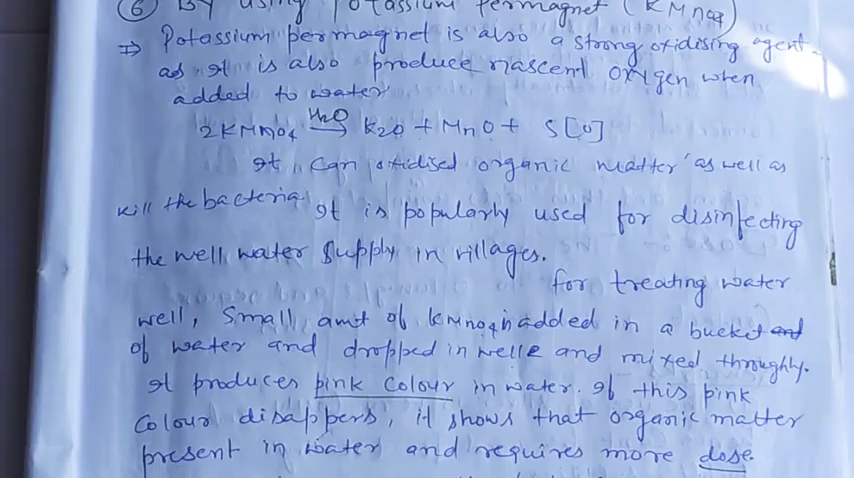 ⑥ By using Potassium Permagnet (KMnO4)
⇒ Potassium permagnet is also a strong oxidising agent.
as It is also produce nascent oxygen when
added to water
2KMnO4 H2O→ K2O + MnO + 5[O]
It can oxidised organic matter as well as
kill the bacteria It is popularly used for disinfecting
the well water supply in villages.
for treating water
well, Small amt of KMnO4 is added in a bucket and
of water and dropped in well & and mixed throughly.
It produces pink colour in water. If this pink
Colour disappers, it shows that organic matter
present in water and requires more dose.